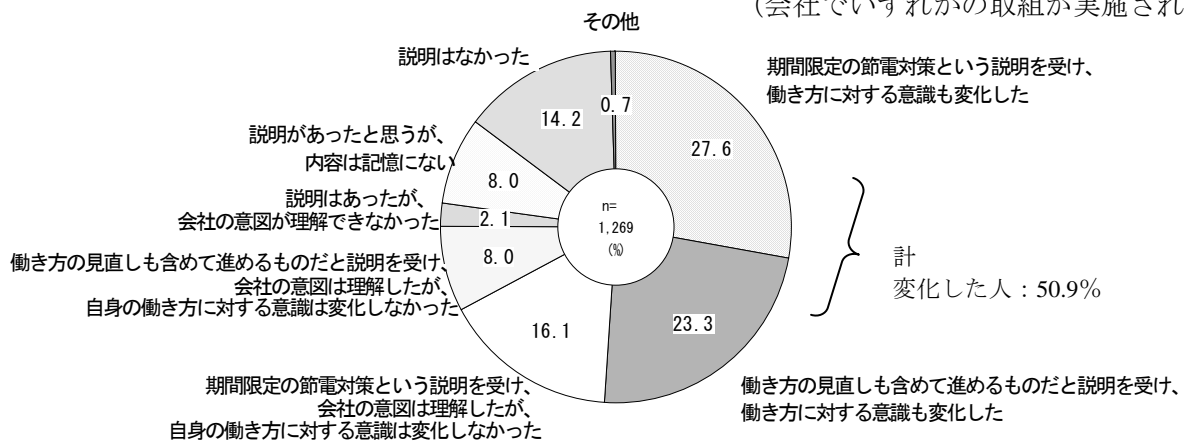 （会社でいずれかの取組が実施され
その他
説明はなかった
期間限定の節電対策という説明を受け、
働き方に対する意識も変化した
0.7
14.2
27.6
説明があったと思うが、
内容は記憶にない
8.0
説明はあったが、
会社の意図が理解できなかった
2.1
n=
1,269
(%)
働き方の見直しも含めて進めるものだと説明を受け、
会社の意図は理解したが、
自身の働き方に対する意識は変化しなかった
8.0
計
変化した人：50.9%
16.1
23.3
期間限定の節電対策という説明を受け、
会社の意図は理解したが、
自身の働き方に対する意識は変化しなかった
働き方の見直しも含めて進めるものだと説明を受け、
働き方に対する意識も変化した